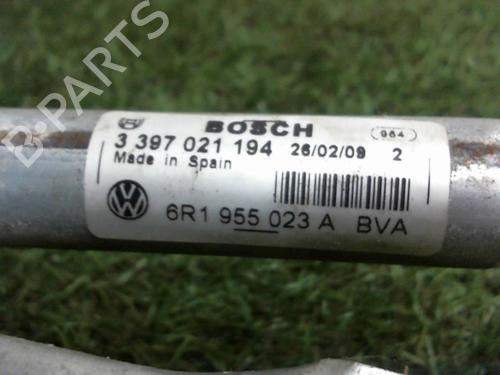 B-PARTS
BOSCH
964
3 397 021 194 26/02/09 2
Made in Spain
6R1 955 023 A BVA